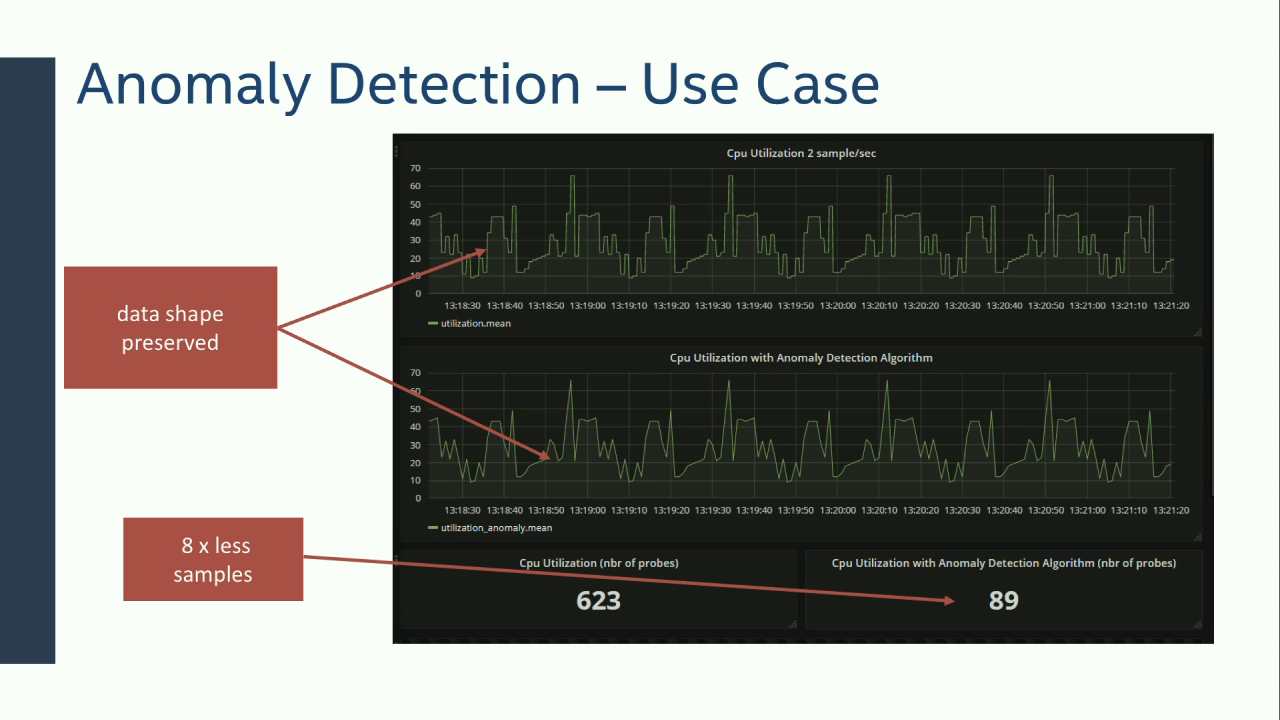 Anomaly Detection – Use Case
Cpu Utilization 2 sample/sec
70
60
50
40
30
20
10
0
13:18:30 13:18:40 13:18:50 13:19:00 13:19:10 13:19:20 13:19:30 13:19:40 13:19:50 13:20:00 13:20:10 13:20:20 13:20:30 13:20:40 13:20:50 13:21:00 13:21:10 13:21:20
utilization.mean
data shape
preserved
Cpu Utilization with Anomaly Detection Algorithm
70
60
50
40
30
20
10
0
13:18:30 13:18:40 13:18:50 13:19:00 13:19:10 13:19:20 13:19:30 13:19:40 13:19:50 13:20:00 13:20:10 13:20:20 13:20:30 13:20:40 13:20:50 13:21:00 13:21:10 13:21:20
utilization_anomaly.mean
8 x less
samples
Cpu Utilization (nbr of probes)
623
Cpu Utilization with Anomaly Detection Algorithm (nbr of probes)
89